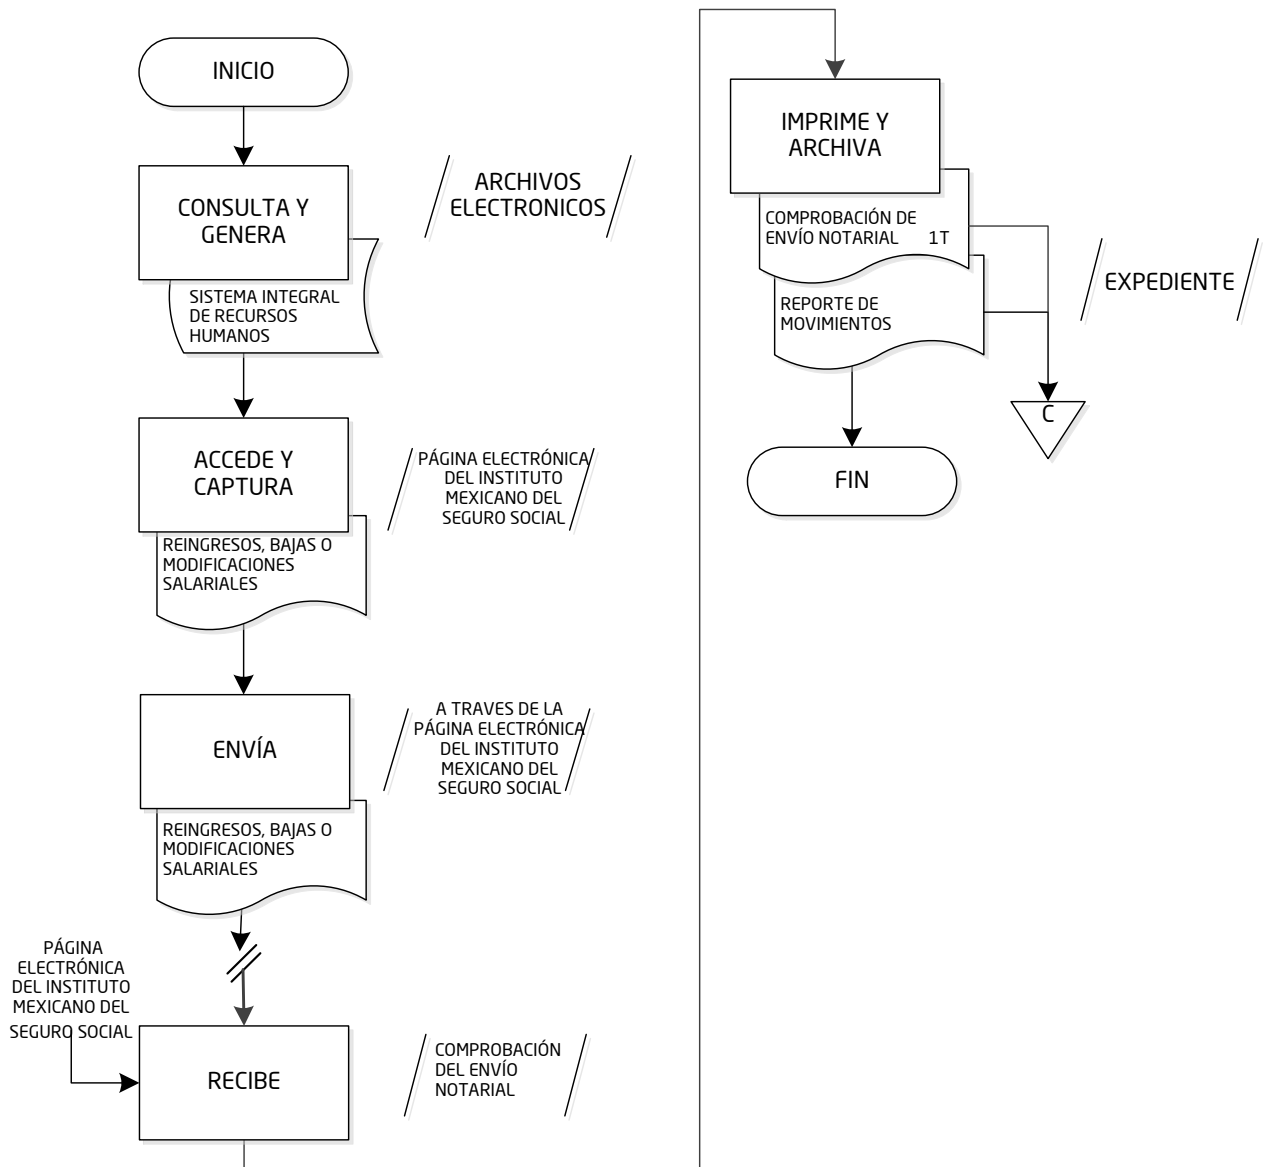 INICIO
CONSULTA Y
GENERA
SISTEMA INTEGRAL
DE RECURSOS
HUMANOS
ARCHIVOS
ELECTRONICOS
ACCEDE Y
CAPTURA
REINGRESOS, BAJAS O
MODIFICACIONES
SALARIALES
PÁGINA ELECTRÓNICA
DEL INSTITUTO
MEXICANO DEL
SEGURO SOCIAL
ENVÍA
REINGRESOS, BAJAS O
MODIFICACIONES
SALARIALES
A TRAVES DE LA
PÁGINA ELECTRÓNICA
DEL INSTITUTO
MEXICANO DEL
SEGURO SOCIAL
PÁGINA
ELECTRÓNICA
DEL INSTITUTO
MEXICANO DEL
SEGURO SOCIAL
RECIBE
COMPROBACIÓN
DEL ENVÍO
NOTARIAL
IMPRIME Y
ARCHIVA
COMPROBACIÓN DE
ENVÍO NOTARIAL 1T
REPORTE DE
MOVIMIENTOS
EXPEDIENTE
C
FIN